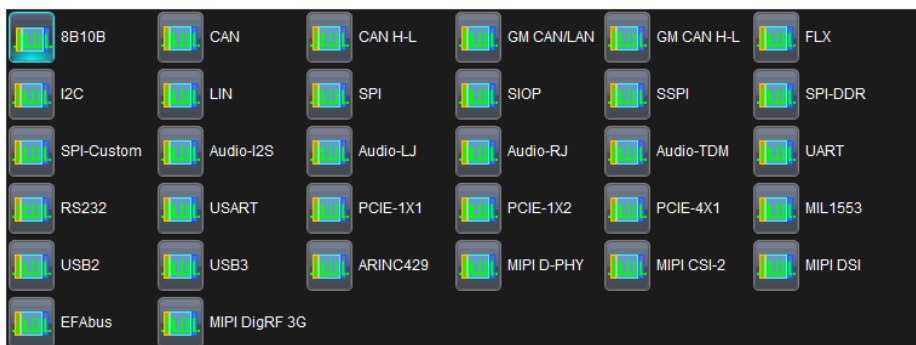 8B10B CAN CAN H-L GM CAN/LAN GM CAN H-L FLX
I2C LIN SPI SIOP SSPI SPI-DDR
SPI-Custom Audio-I2S Audio-LJ Audio-RJ Audio-TDM UART
RS232 USART PCIE-1X1 PCIE-1X2 PCIE-4X1 MIL1553
USB2 USB3 ARINC429 MIPI D-PHY MIPI CSI-2 MIPI DSI
EFAbus MIPI DigRF 3G